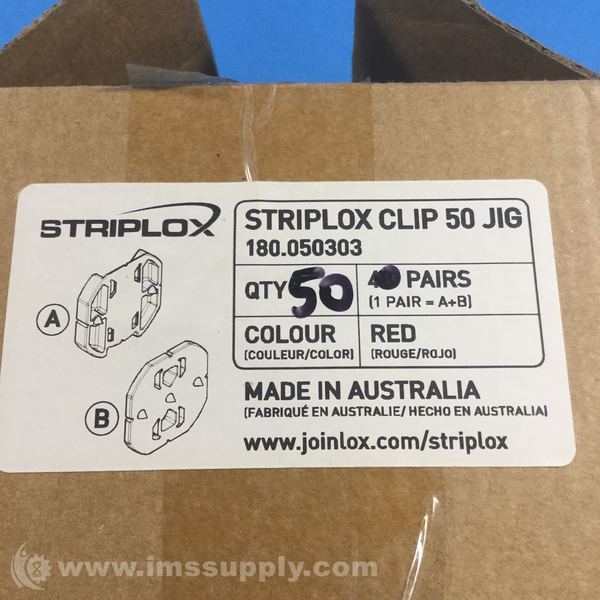 STRIPLOX
STRIPLOX CLIP 50 JIG
180.050303
QTY 50 PAIRS
(1 PAIR = A+B)
COLOUR RED
(COULEUR/COLOR) (ROUGE/ROJO)
A
B
MADE IN AUSTRALIA
(FABRIQUÉ EN AUSTRALIE/ HECHO EN AUSTRALIA)
www.joinlox.com/striplox
www.imssupply.com